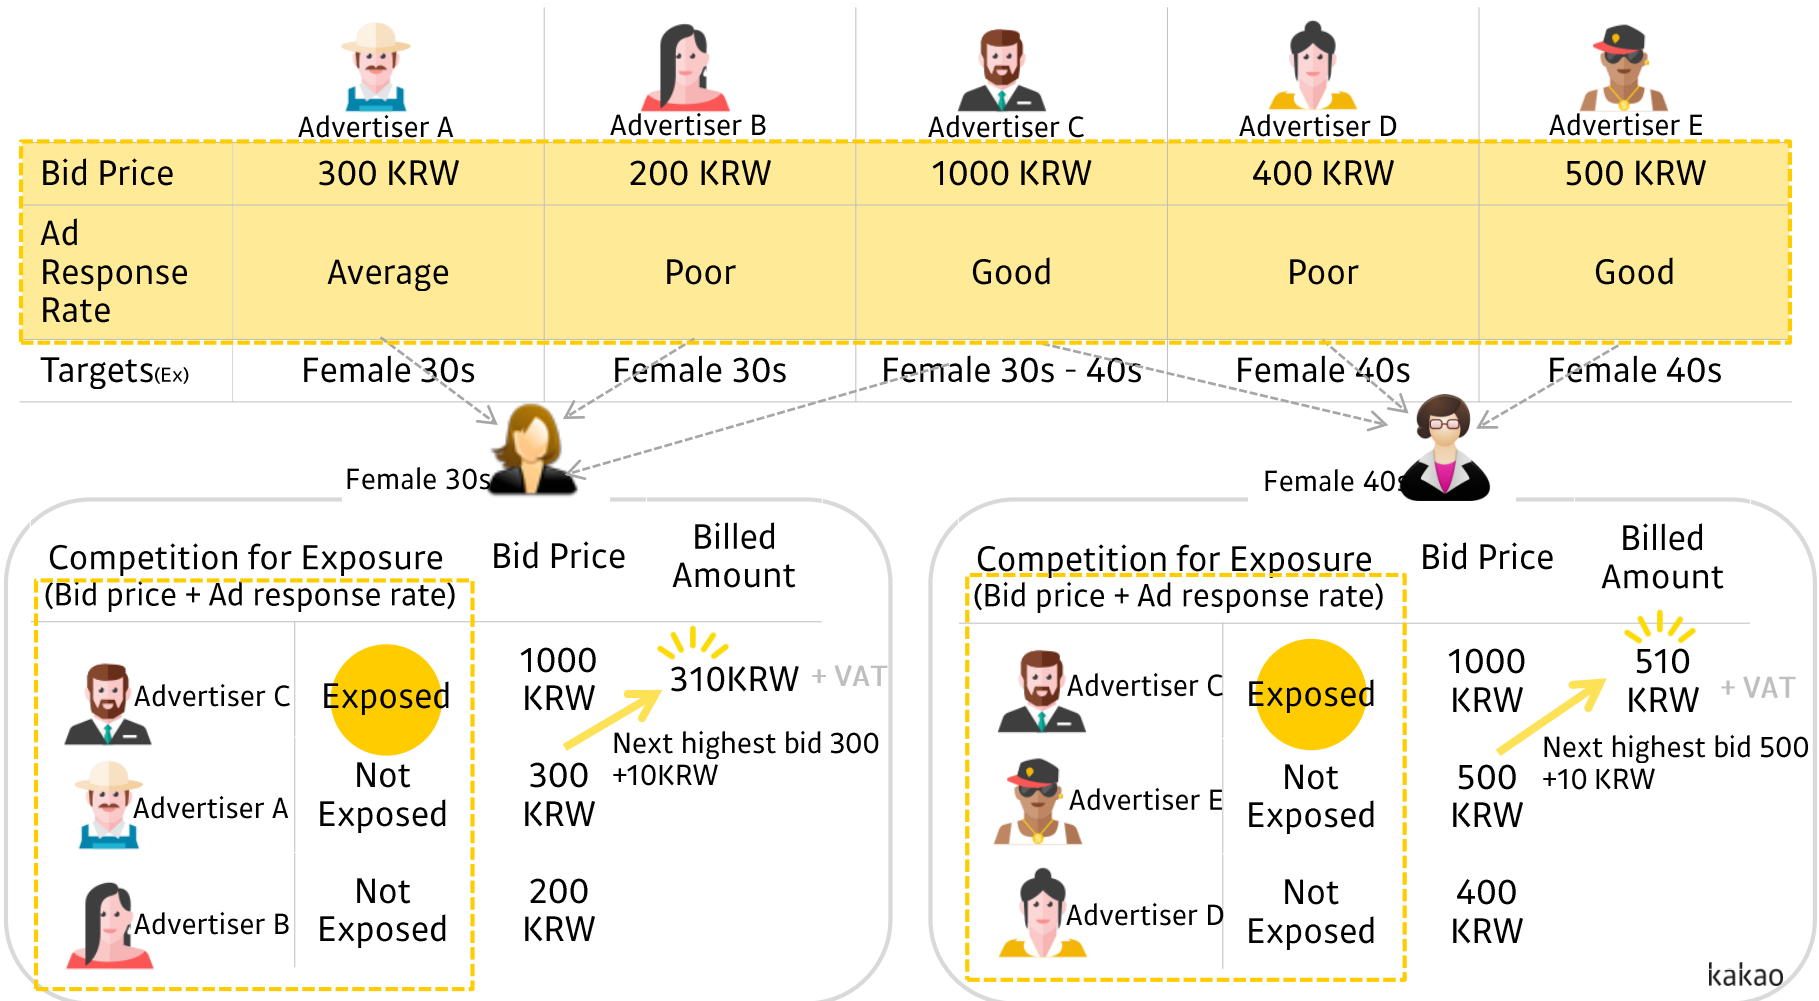 Advertiser A
Advertiser B
Advertiser C
Advertiser D
Advertiser E
Bid Price
300 KRW
200 KRW
1000 KRW
400 KRW
500 KRW
Ad
Response
Rate
Average
Poor
Good
Poor
Good
Targets(Ex)
Female 30s
Female 30s
Female 30s - 40s
Female 40s
Female 40s
Female 30s
Competition for Exposure
(Bid price + Ad response rate)
Bid Price
Billed
Amount
Advertiser C
Exposed
1000
KRW
310KRW + VAT
Next highest bid 300
+10KRW
Advertiser A
Not
Exposed
300
KRW
Advertiser B
Not
Exposed
200
KRW
Female 40s
Competition for Exposure
(Bid price + Ad response rate)
Bid Price
Billed
Amount
Advertiser C
Exposed
1000
KRW
510
KRW
+ VAT
Next highest bid 500
+10 KRW
Advertiser E
Not
Exposed
500
KRW
Advertiser D
Not
Exposed
400
KRW
kakao